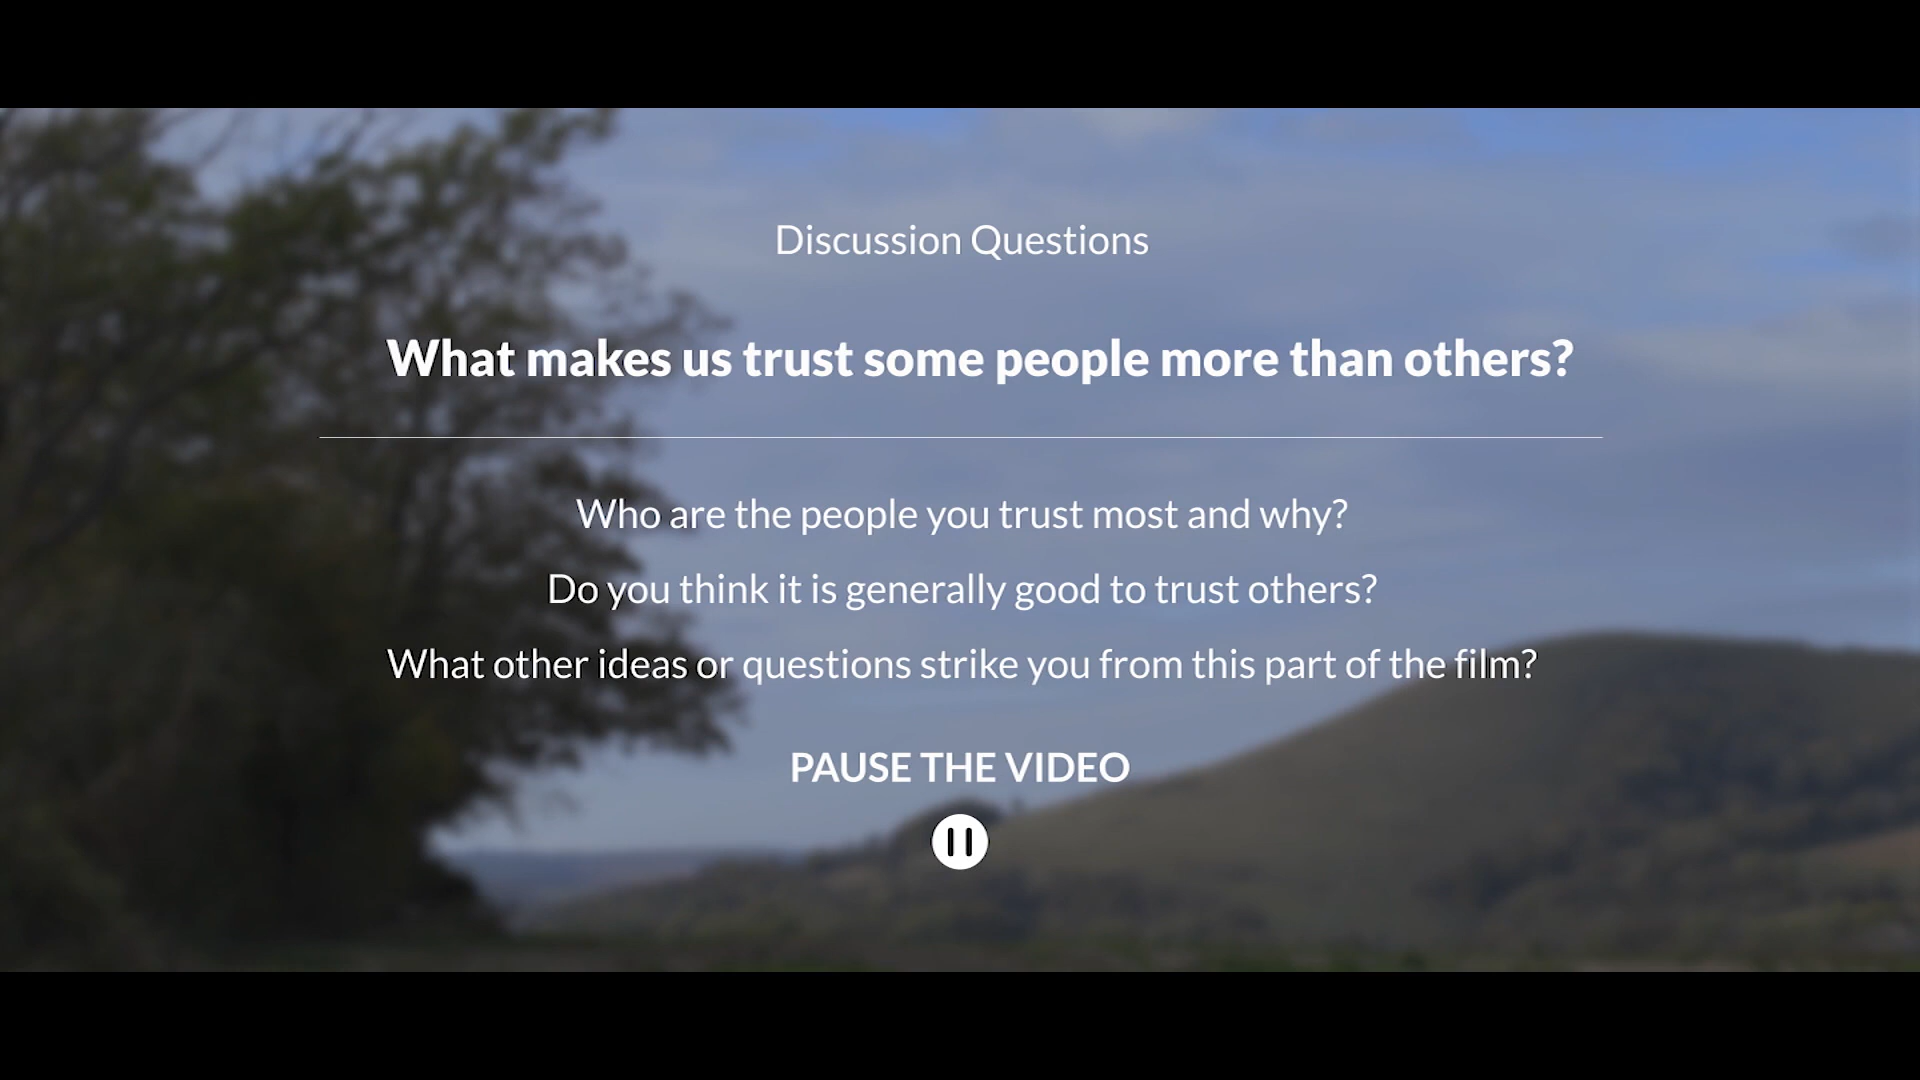 Discussion Questions
What makes us trust some people more than others?
Who are the people you trust most and why?
Do you think it is generally good to trust others?
What other ideas or questions strike you from this part of the film?
PAUSE THE VIDEO